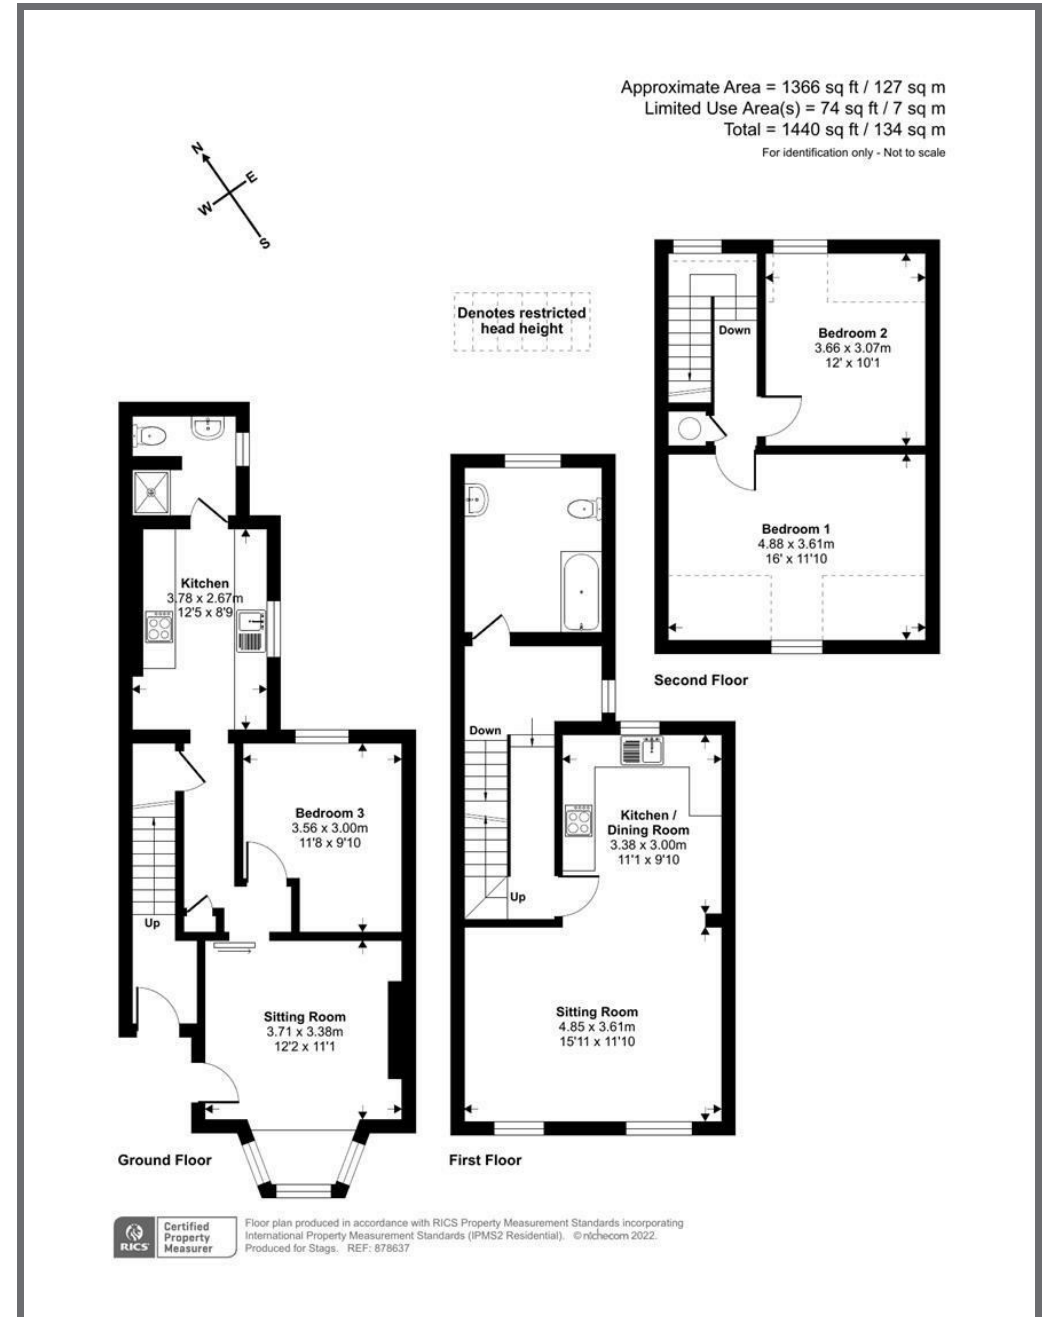 Approximate Area = 1366 sq ft / 127 sq m
Limited Use Area(s) = 74 sq ft / 7 sq m
Total = 1440 sq ft / 134 sq m
For identification only - Not to scale
N
E
W
S
Denotes restricted
head height
Down
Bedroom 2
3.66 x 3.07m
12' x 10'1
Bedroom 1
4.88 x 3.61m
16' x 11'10
Second Floor
Kitchen
3.78 x 2.67m
12'5 x 8'9
Bedroom 3
3.56 x 3.00m
11'8 x 9'10
Up
Sitting Room
3.71 x 3.38m
12'2 x 11'1
Ground Floor
Down
Kitchen /
Dining Room
3.38 x 3.00m
11'1 x 9'10
Up
Sitting Room
4.85 x 3.61m
15'11 x 11'10
First Floor
RICS
Certified
Property
Measurer
Floor plan produced in accordance with RICS Property Measurement Standards incorporating
International Property Measurement Standards (IPMS2 Residential). © nichecom 2022.
Produced for Stags. REF: 878637